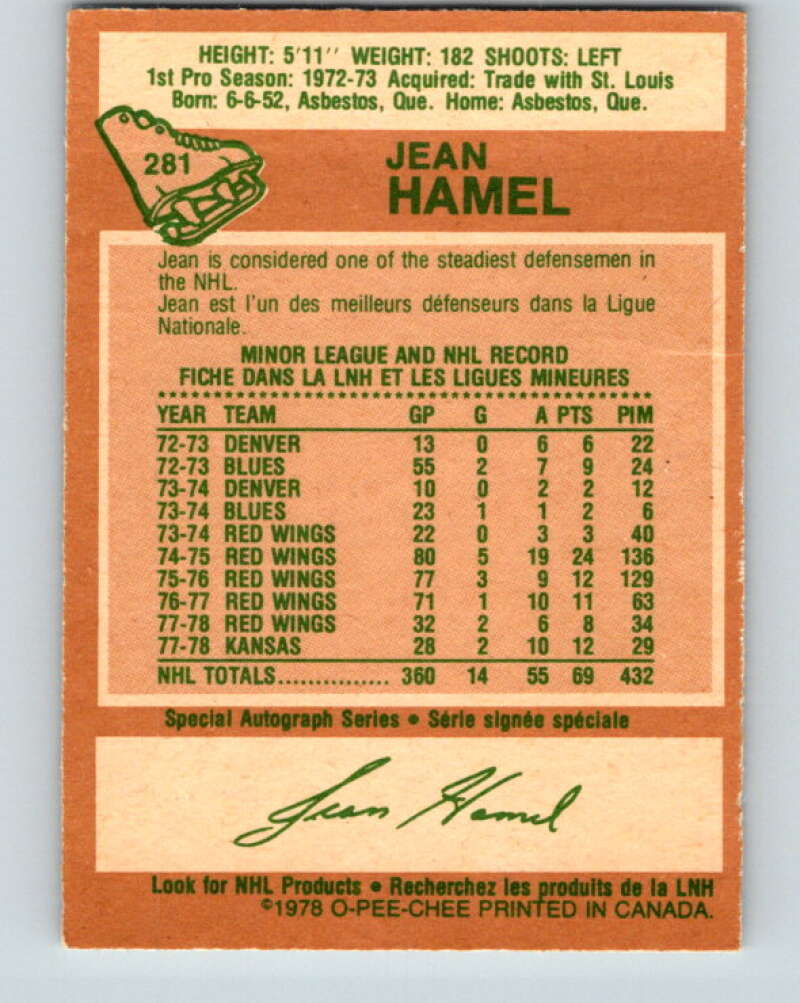 HEIGHT: 5'11'' WEIGHT: 182 SHOOTS: LEFT
1st Pro Season: 1972-73 Acquired: Trade with St. Louis
Born: 6-6-52, Asbestos, Que. Home: Asbestos, Que.
281
JEAN
HAMEL
Jean is considered one of the steadiest defensemen in
the NHL.
Jean est l'un des meilleurs défenseurs dans la Ligue
Nationale.
MINOR LEAGUE AND NHL RECORD
FICHE DANS LA LNH ET LES LIGUES MINEURES
YEAR TEAM GP G A PTS PIM
72-73 DENVER 13 0 6 6 22
72-73 BLUES 55 2 7 9 24
73-74 DENVER 10 0 2 2 12
73-74 BLUES 23 1 1 2 6
73-74 RED WINGS 22 0 3 3 40
74-75 RED WINGS 80 5 19 24 136
75-76 RED WINGS 77 3 9 12 129
76-77 RED WINGS 71 1 10 11 63
77-78 RED WINGS 32 2 6 8 34
77-78 KANSAS 28 2 10 12 29
NHL TOTALS............... 360 14 55 69 432
Special Autograph Series • Série signée spéciale
Jean Hamel
Look for NHL Products • Recherchez les produits de la LNH
©1978 O-PEE-CHEE PRINTED IN CANADA.